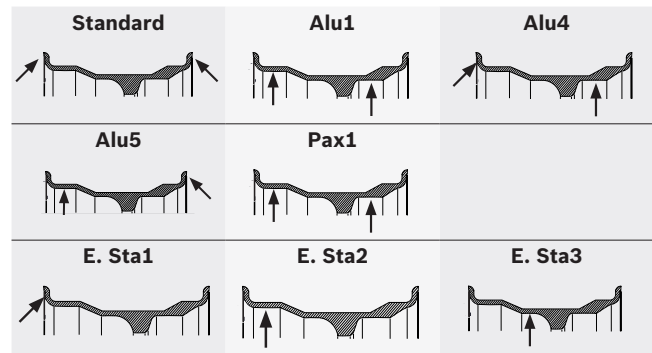 Standard Alu1 Alu4
Alu5 Pax1
E. Sta1 E. Sta2 E. Sta3